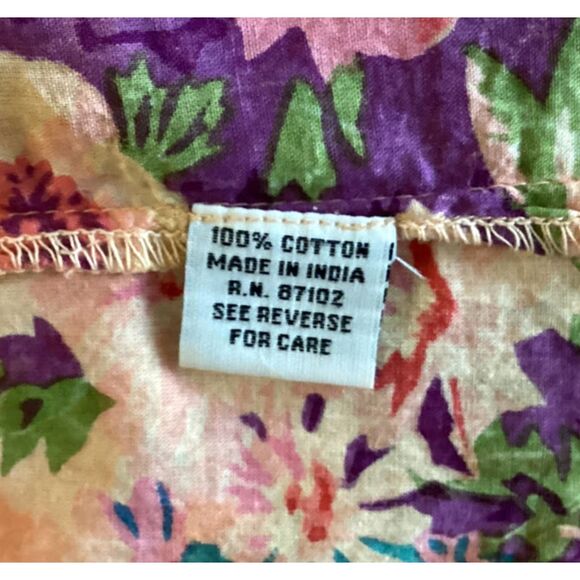 100% COTTON
MADE IN INDIA
R.N. 87102
SEE REVERSE
FOR CARE